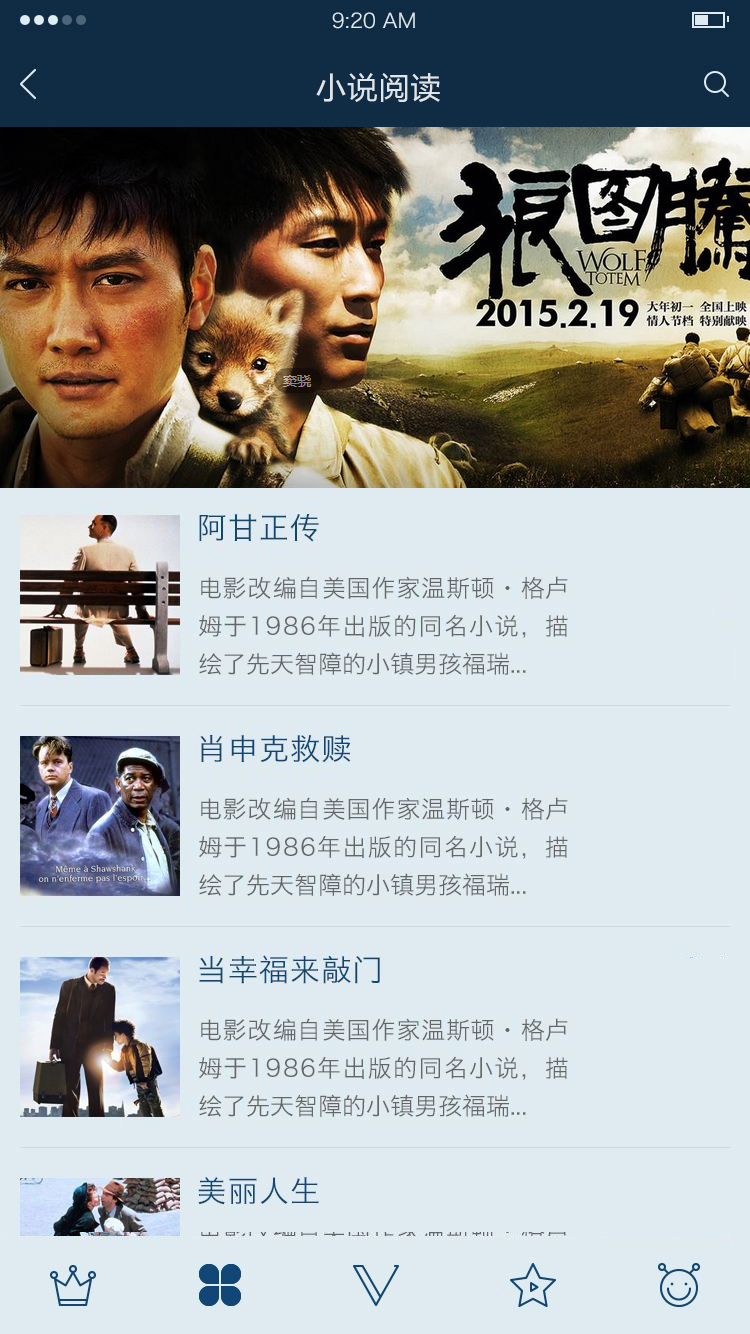 9:20 AM
小说阅读
狼图腾
WOLF
TOTEM
2015.2.19
大年初一 全国上映
情人节档 特别献映
窦骁
阿甘正传
电影改编自美国作家温斯顿·格卢
姆于1986年出版的同名小说，描
绘了先天智障的小镇男孩福瑞...
肖申克救赎
电影改编自美国作家温斯顿·格卢
姆于1986年出版的同名小说，描
绘了先天智障的小镇男孩福瑞...
Même à Shawshank
on n'enferme pas l'espoir...
当幸福来敲门
电影改编自美国作家温斯顿·格卢
姆于1986年出版的同名小说，描
绘了先天智障的小镇男孩福瑞...
美丽人生